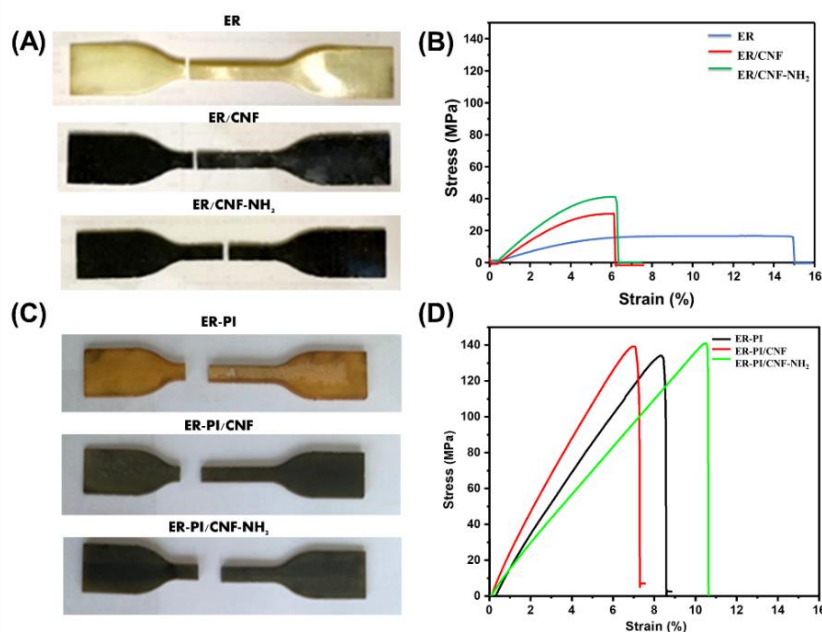 (A)
ER
ER/CNF
ER/CNF-NH₂
(B)
Stress (MPa)
140
120
100
80
60
40
20
0
0 2 4 6 8 10 12 14 16
Strain (%)
ER
ER/CNF
ER/CNF-NH₂
(C)
ER-PI
ER-PI/CNF
ER-PI/CNF-NH₂
(D)
Stress (MPa)
140
120
100
80
60
40
20
0
0 2 4 6 8 10 12 14 16
Strain (%)
ER-PI
ER-PI/CNF
ER-PI/CNF-NH₂